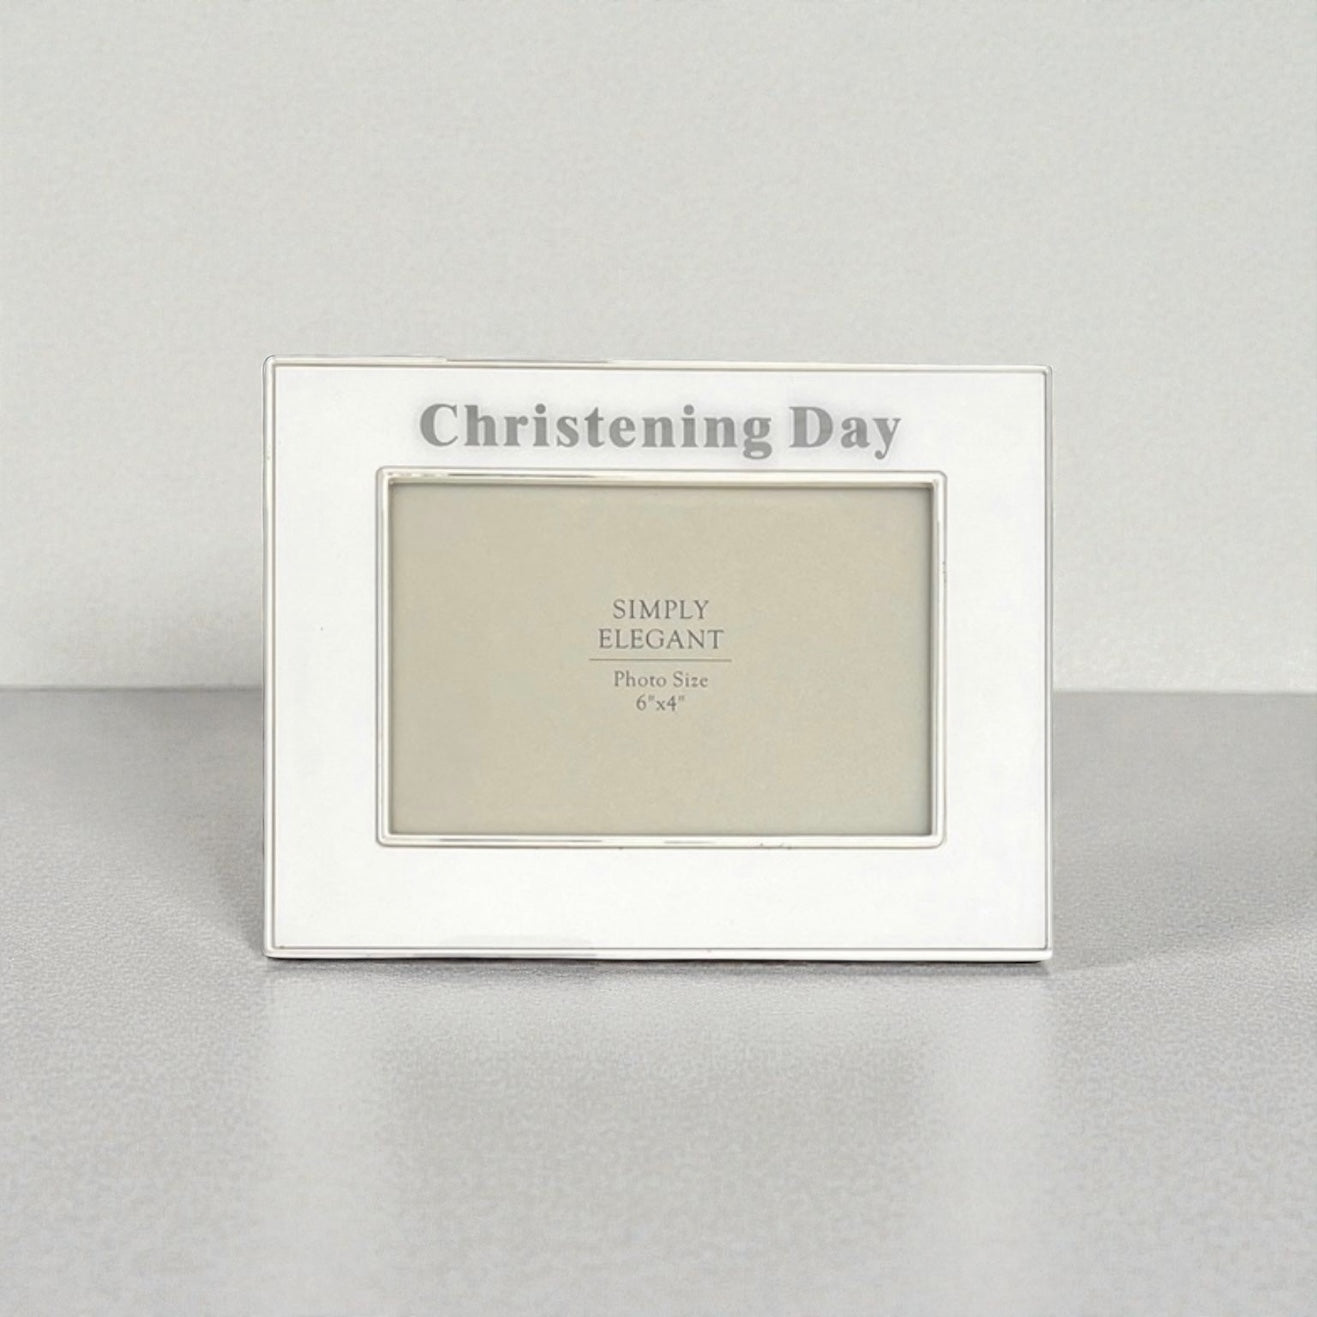 Christening Day
SIMPLY
ELEGANT
Photo Size
6"x4"